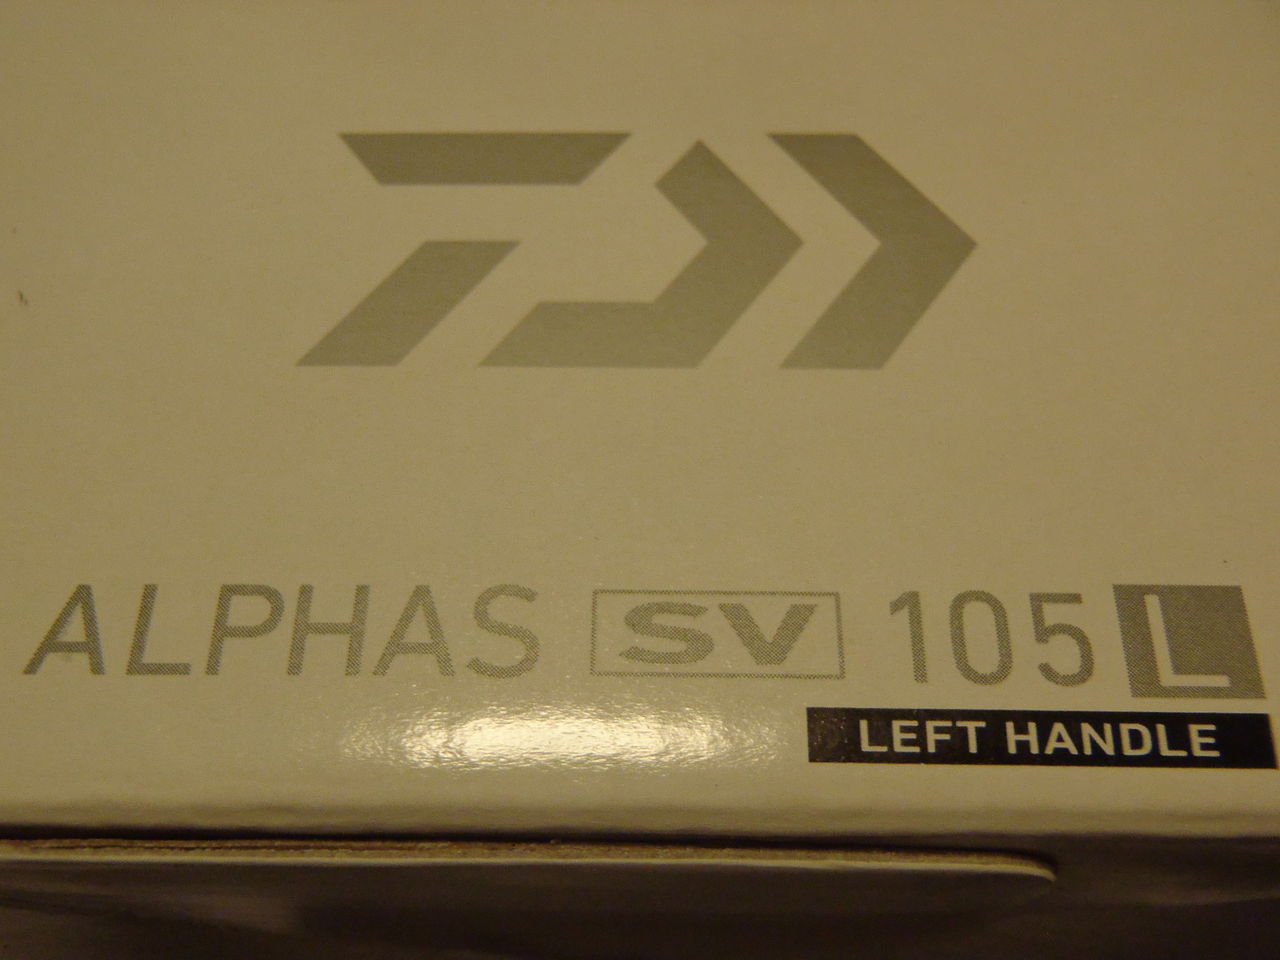 ALPHAS SV 105 L
LEFT HANDLE